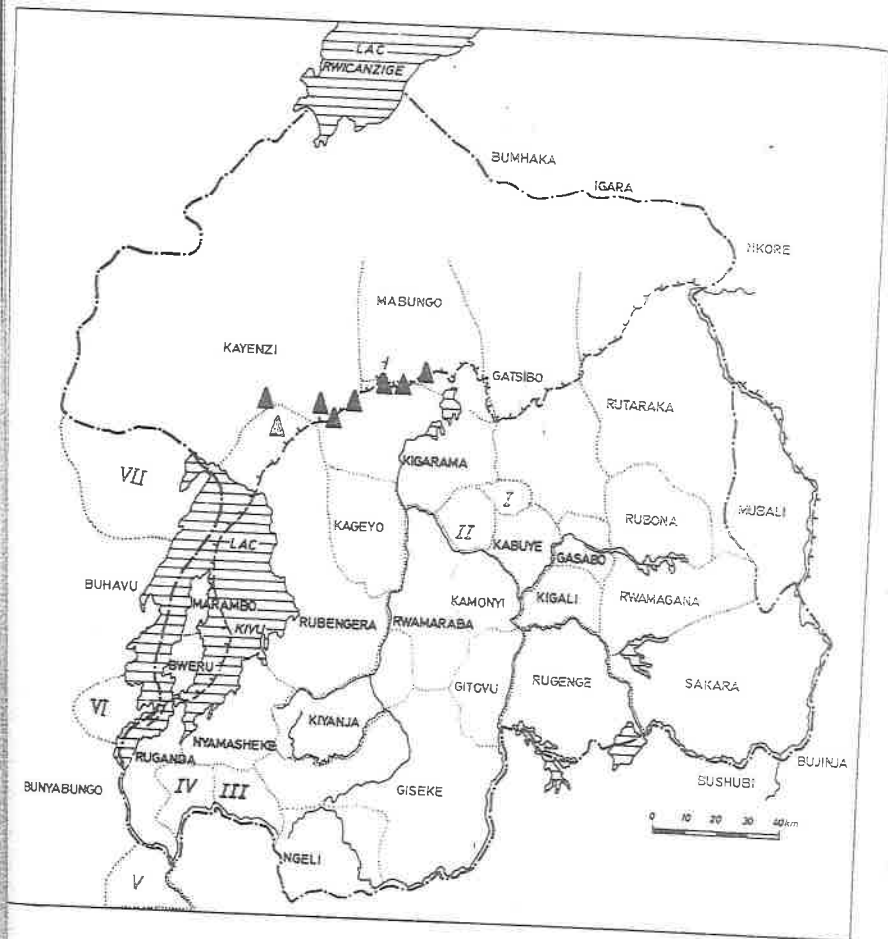 LAC
RWICANZIGE
BUMHAKA
IGARA
NKORE
MABUNGO
KAYENZI
GATSIBO
RUTARAKA
KIGARAMA
VII
I
II
KAGEYO
RUBONA
MUBALI
KABUYE
GASABO
LAC
BUHAVU
MARAMBO
KIVU
KAMONYI
KIGALI
RWAMAGANA
RUBENGERA
RWAMARABA
BWERU
GITOVU
RUGENGE
SAKARA
VI
KIYANJA
NYAMASHEKE
RUGANDA
BUNYABUNGO
IV
III
GISEKE
BUSHUBI
BUJINJA
0 10 20 30 40 km
NGELI
V